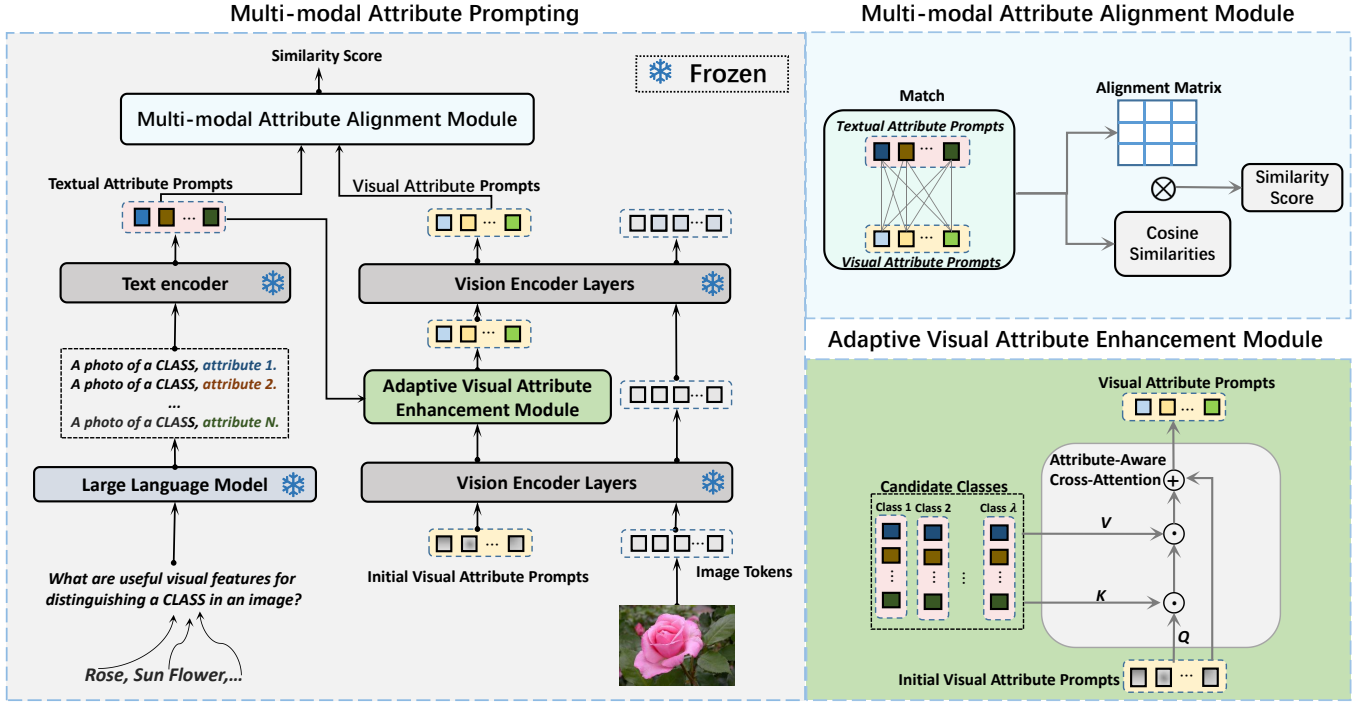 Multi-modal Attribute Prompting
Similarity Score
Frozen
Multi-modal Attribute Alignment Module
Textual Attribute Prompts
Visual Attribute Prompts
...
...
...
Text encoder
Vision Encoder Layers
...
A photo of a CLASS, attribute 1.
A photo of a CLASS, attribute 2.
...
A photo of a CLASS, attribute N.
Adaptive Visual Attribute
Enhancement Module
...
Large Language Model
Vision Encoder Layers
...
...
Initial Visual Attribute Prompts
Image Tokens
What are useful visual features for
distinguishing a CLASS in an image?
Rose, Sun Flower,...
Multi-modal Attribute Alignment Module
Match
Textual Attribute Prompts
...
...
Visual Attribute Prompts
Alignment Matrix
Similarity
Score
Cosine
Similarities
Adaptive Visual Attribute Enhancement Module
Visual Attribute Prompts
...
Attribute-Aware
Cross-Attention
Candidate Classes
Class 1
Class 2
Class λ
...
V
K
Q
Initial Visual Attribute Prompts
...